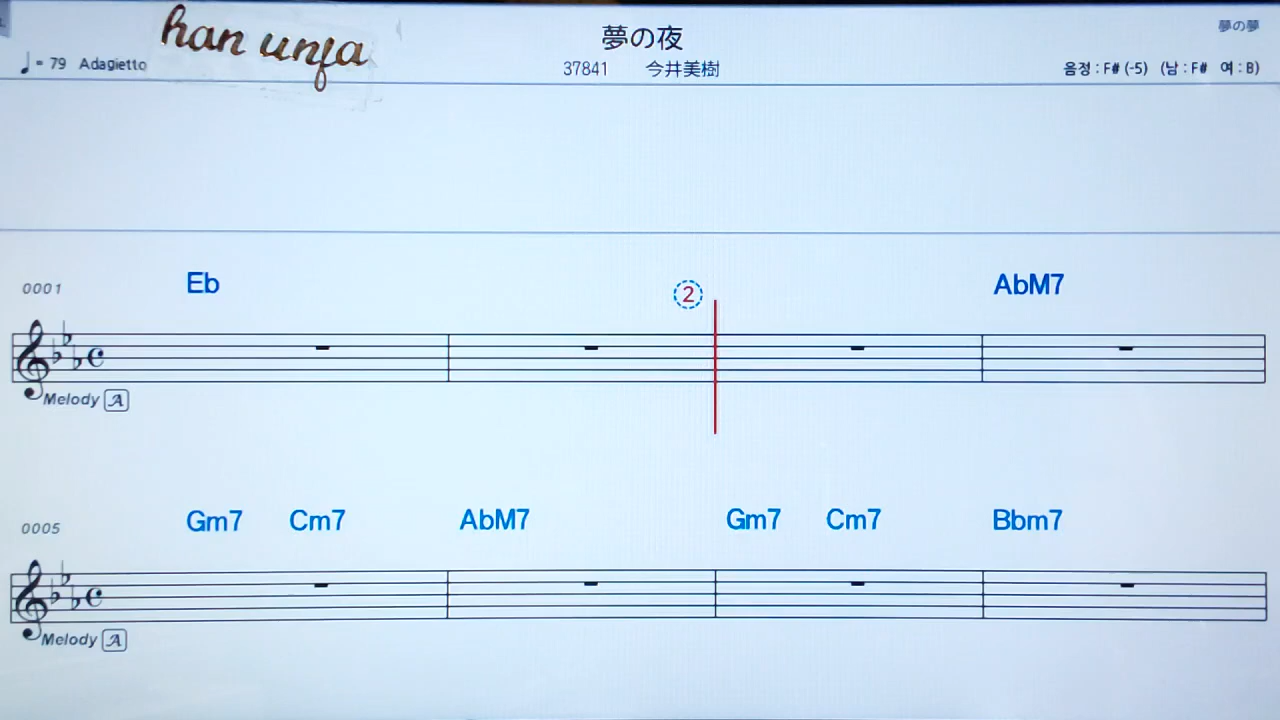 han unfa
夢の夜
夢の夢
♩= 79 Adagietto
37841 今井美樹
음정 : F# (-5) (남 : F# 여 : B)
0001 Eb 2 AbM7
Melody A
0005 Gm7 Cm7 AbM7 Gm7 Cm7 Bbm7
Melody A